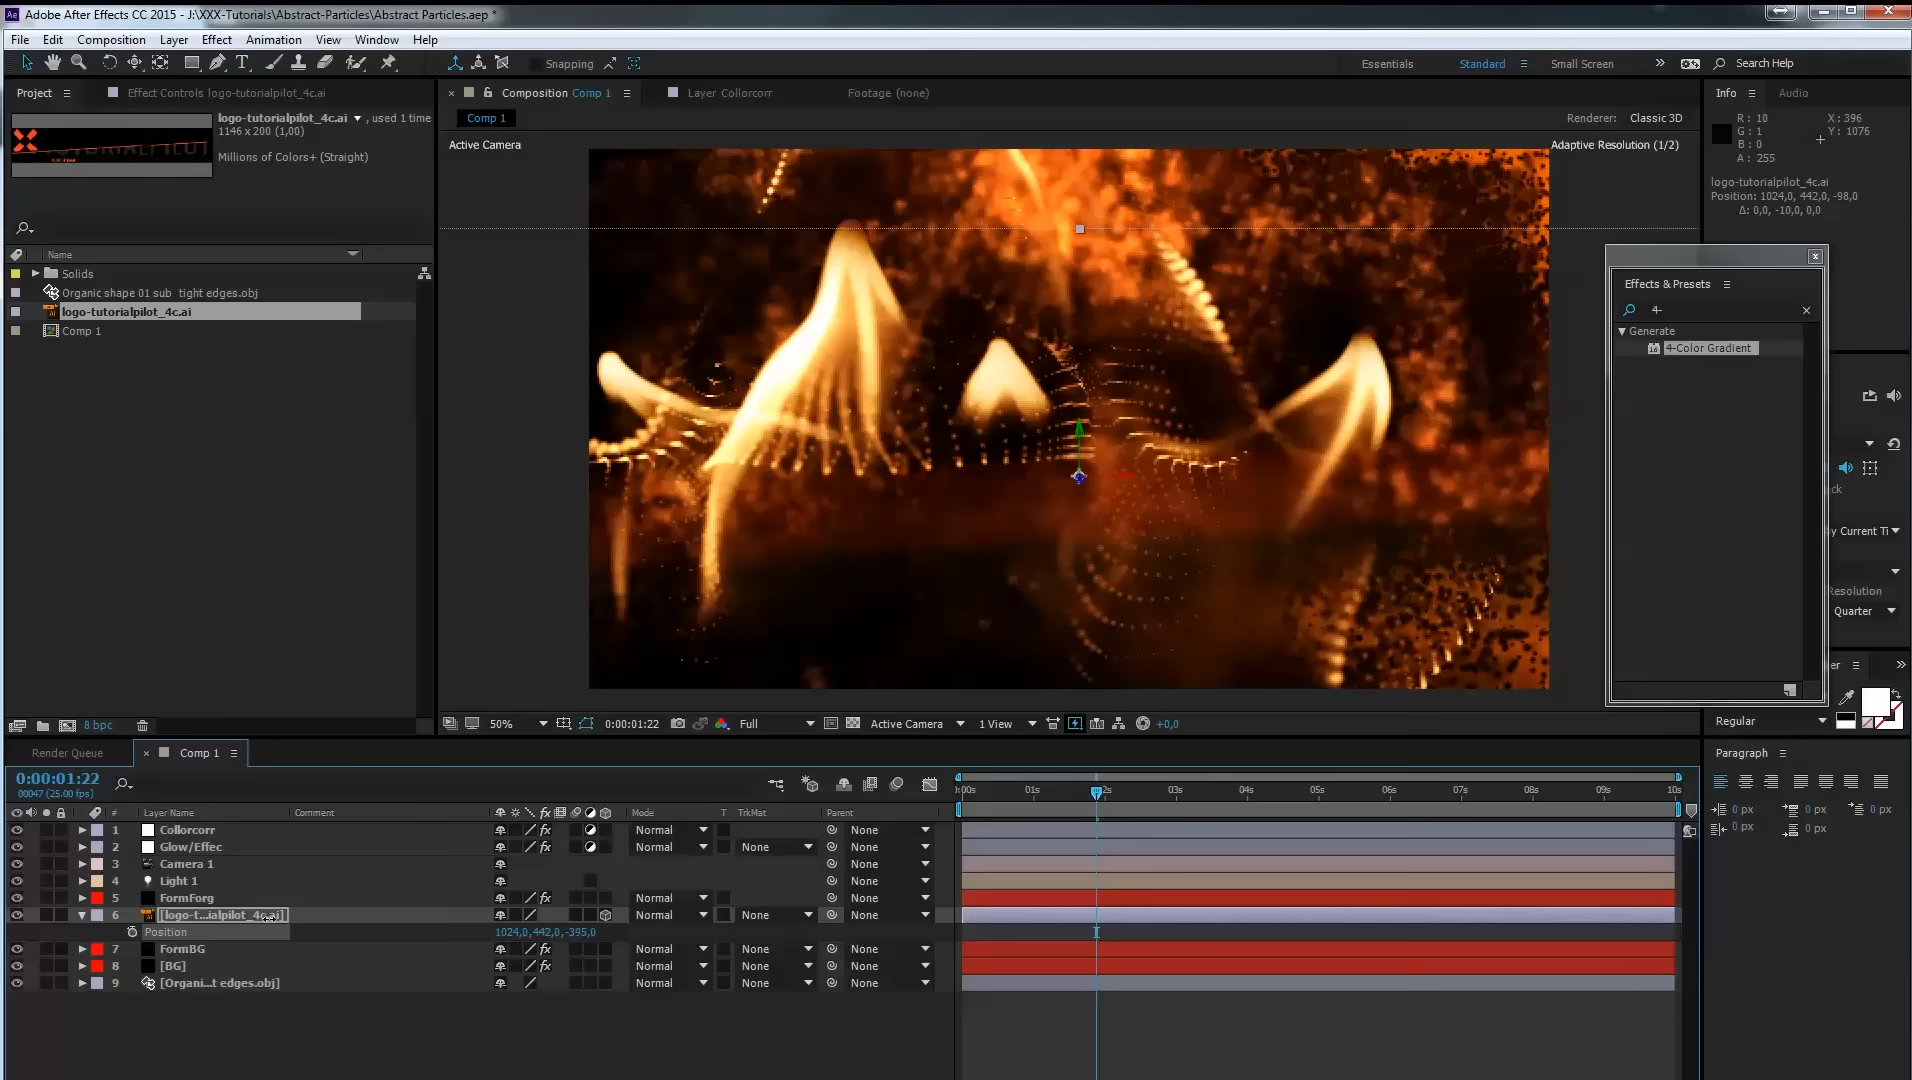 Adobe After Effects CC 2015 - J:\XXX-Tutorials\Abstract-Particles\Abstract Particles.aep *
File Edit Composition Layer Effect Animation View Window Help
Snapping Essentials Standard Small Screen Search Help
Project Effect Controls logo-tutorialpilot_4c.ai
Composition Comp 1 Layer Collorcorr Footage (none)
Info Audio
logo-tutorialpilot_4c.ai , used 1 time
1146 x 200 (1,00)
Millions of Colors+ (Straight)
Comp 1
Renderer: Classic 3D
Active Camera
Adaptive Resolution (1/2)
R : 10
G : 1
B : 0
A : 255
X : 396
Y : 1076
logo-tutorialpilot_4c.ai
Position: 1024,0, 442,0, -98,0
Δ: 0,0, -10,0, 0,0
Name
Solids
Organic shape 01 sub tight edges.obj
logo-tutorialpilot_4c.ai
Comp 1
Effects & Presets
4-
Generate
4-Color Gradient
y Current Ti
Resolution
Quarter
8 bpc
50% 0:00:01:22 Full Active Camera 1 View +0,0
Regular
Render Queue Comp 1
Paragraph
0:00:01:22
00047 (25.00 fps)
0 px 0 px 0 px
0 px 0 px
:00s 01s 02s 03s 04s 05s 06s 07s 08s 09s 10s
# Layer Name Comment Mode T TrkMat Parent
1 Collorcorr Normal None
2 Glow/Effec Normal None None
3 Camera 1 None
4 Light 1 None
5 FormForg Normal None
6 [logo-t...ialpilot_4c.ai] Normal None None
Position 1024,0,442,0,-395,0
7 FormBG Normal None None
8 [BG] Normal None None
9 [Organi...t edges.obj] Normal None None